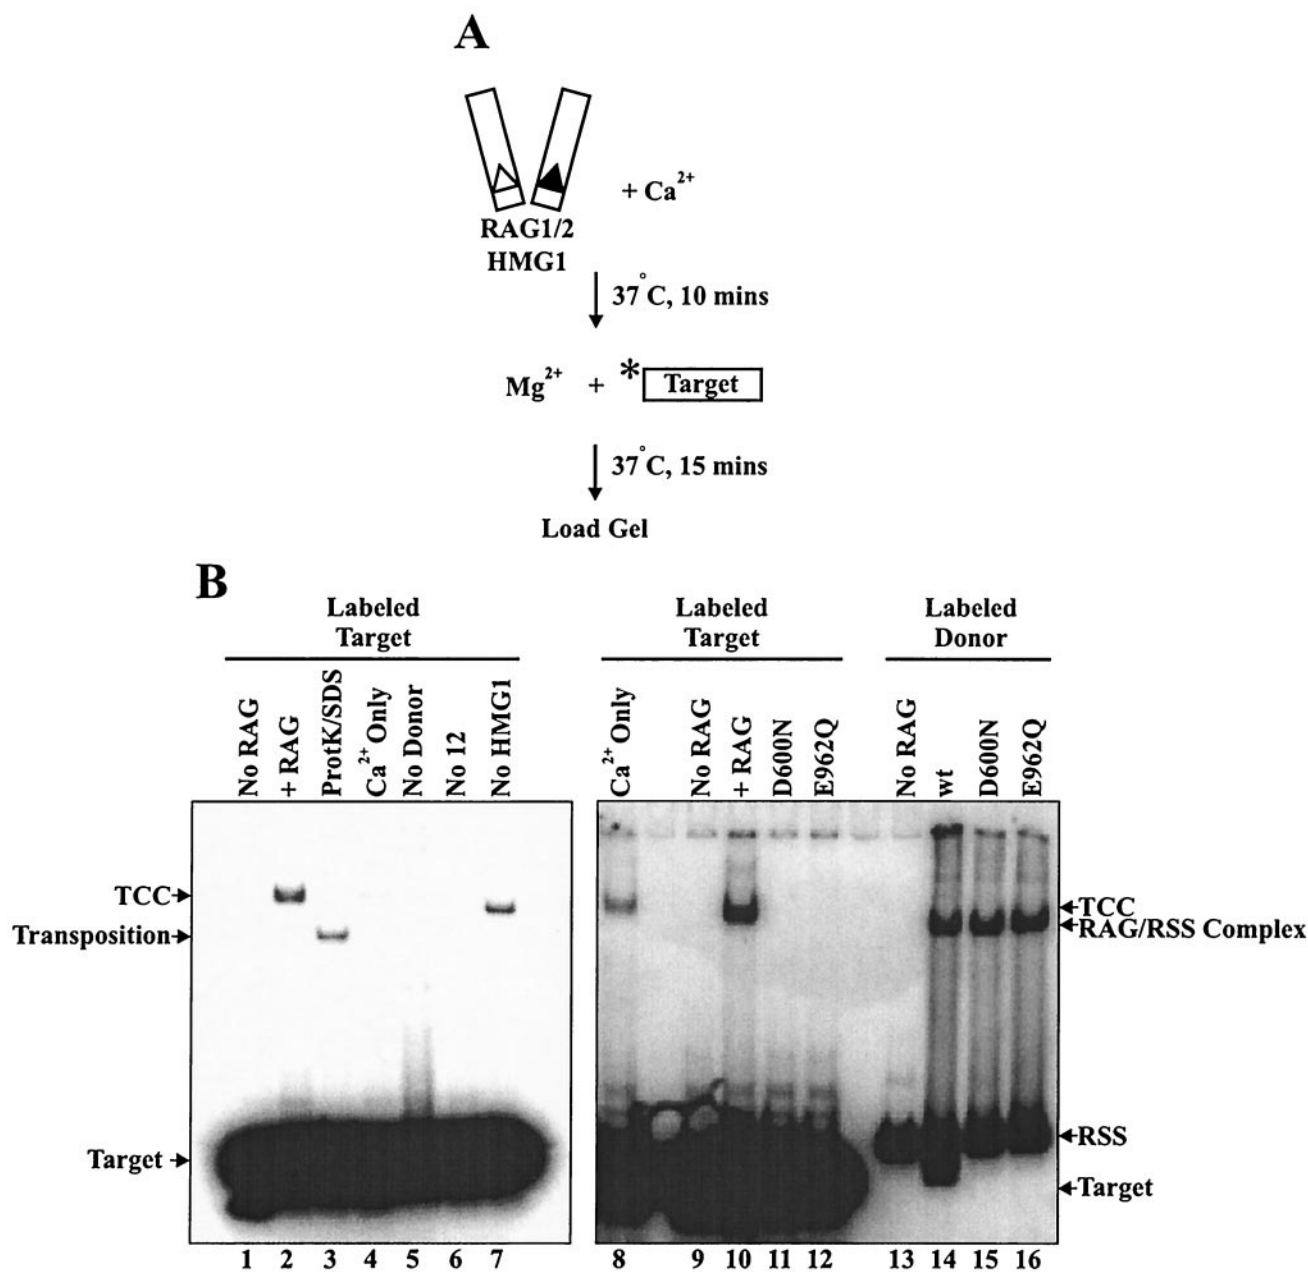 A
+ Ca2+
RAG1/2
HMG1
37°C, 10 mins
Mg2+ + * Target
37°C, 15 mins
Load Gel
B
Labeled
Target
Labeled
Target
Labeled
Donor
No RAG
+ RAG
ProtK/SDS
Ca2+ Only
No Donor
No 12
No HMG1
Ca2+ Only
No RAG
+ RAG
D600N
E962Q
No RAG
wt
D600N
E962Q
TCC
Transposition
Target
TCC
RAG/RSS Complex
RSS
Target
1 2 3 4 5 6 7 8 9 10 11 12 13 14 15 16